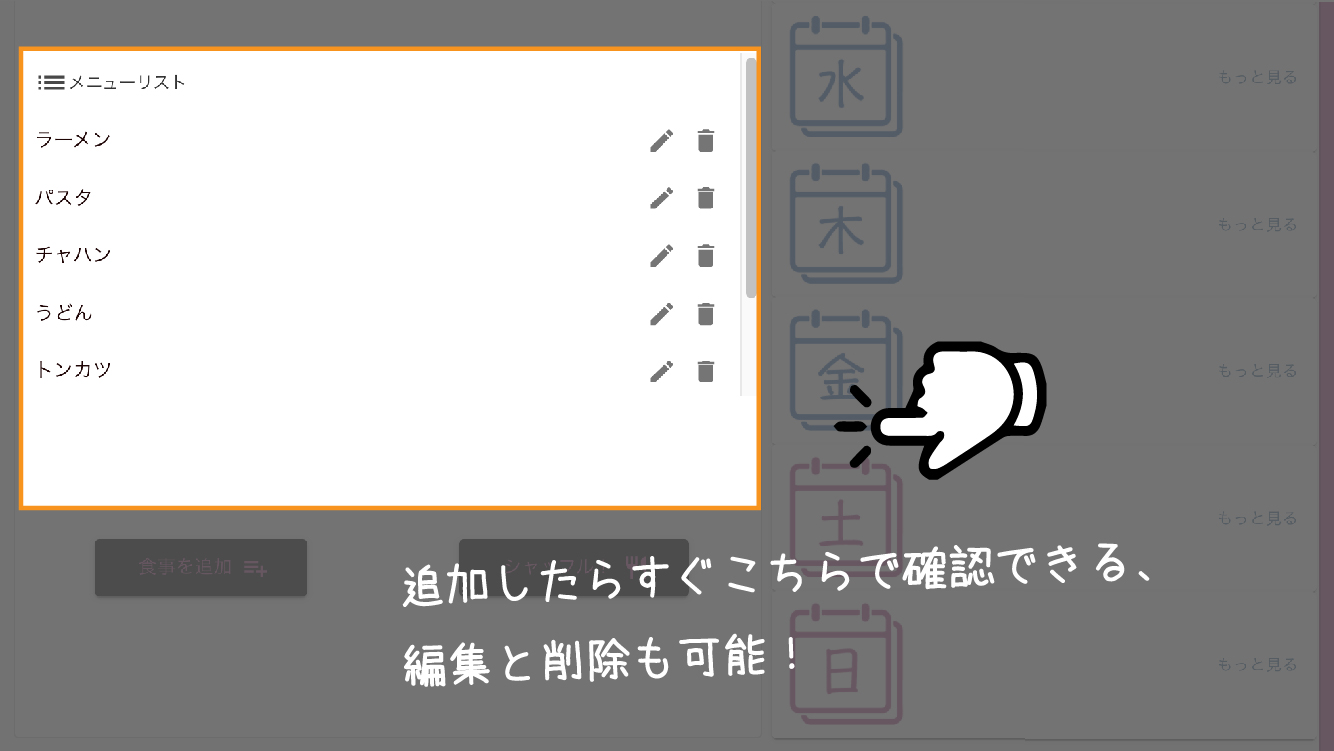 メニューリスト
ラーメン
パスタ
チャハン
うどん
トンカツ
食事を追加
シャッフル
水
もっと見る
木
もっと見る
金
もっと見る
土
もっと見る
日
もっと見る
追加したらすぐこちらで確認できる、
編集と削除も可能！